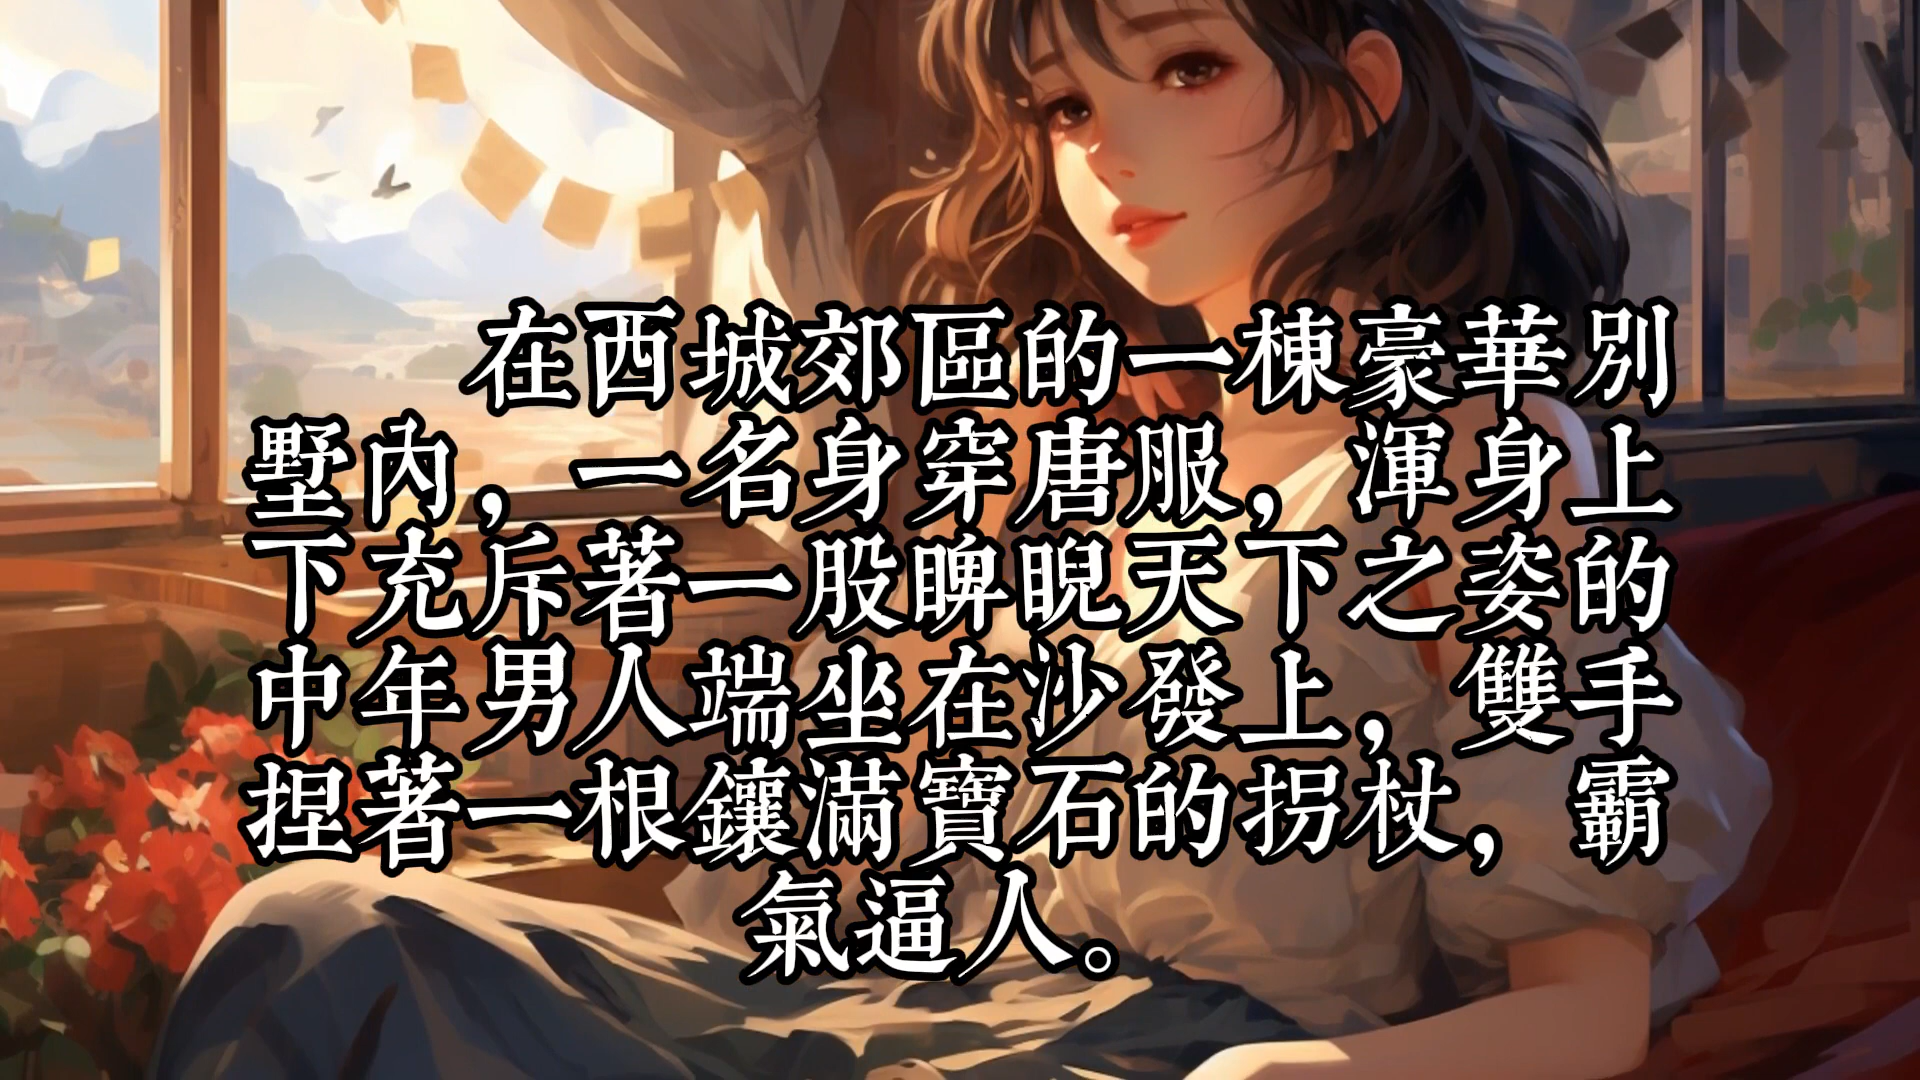 在西城郊區的一棟豪華別
墅內，一名身穿唐服，渾身上
下充斥著一股睥睨天下之姿的
中年男人端坐在沙發上，雙手
捏著一根鑲滿寶石的拐杖，霸
氣逼人。